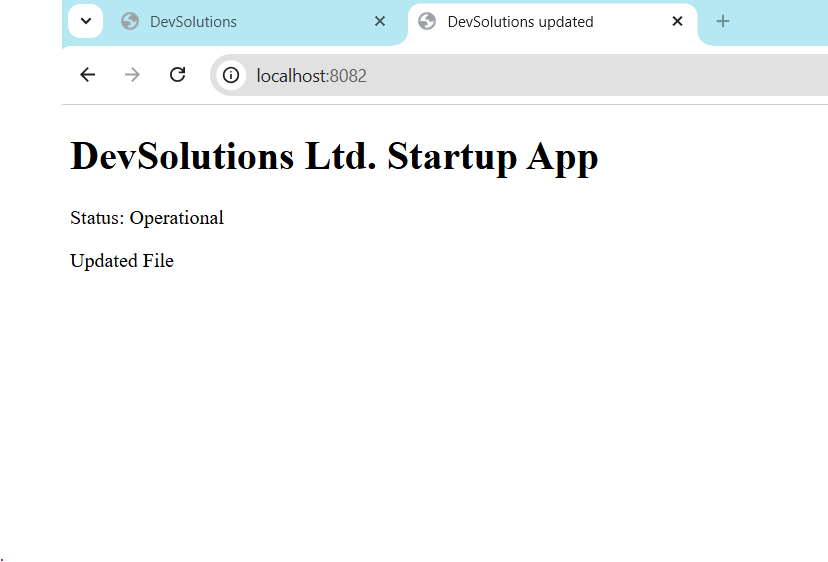 DevSolutions
DevSolutions updated
localhost:8082
DevSolutions Ltd. Startup App
Status: Operational
Updated File